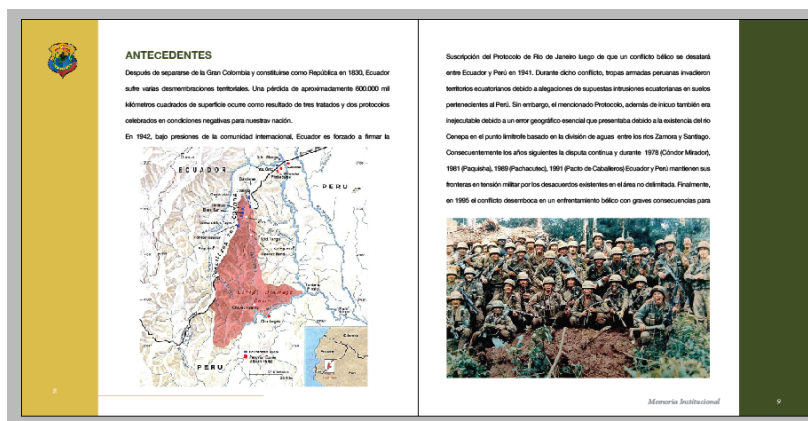 ANTECEDENTES
Después de separarse de la Gran Colombia y constituirse como República en 1830, Ecuador
sufre varias desmembraciones territoriales. Una pérdida de aproximadamente 600.000 mil
kilómetros cuadrados de superficie ocurre como resultado de tres tratados y dos protocolos
celebrados en condiciones negativas para nuestrav nación.
En 1942, bajo presiones de la comunidad internacional, Ecuador es forzado a firmar la
ECUADOR
PERU
PERU
8
Suscripción del Protocolo de Río de Janeiro luego de que un conflicto bélico se desatará
entre Ecuador y Perú en 1941. Durante dicho conflicto, tropas armadas peruanas invadieron
territorios ecuatorianos debido a alegaciones de supuestas intrusiones ecuatorianas en suelos
pertenecientes al Perú. Sin embargo, el mencionado Protocolo, además de inicuo también era
inejecutable debido a un error geográfico esencial que presentaba debido a la existencia del río
Cenepa en el punto limítrofe basado en la división de aguas entre los ríos Zamora y Santiago.
Consecuentemente los años siguientes la disputa continua y durante 1978 (Cóndor Mirador),
1981 (Paquisha), 1989 (Pachacutec), 1991 (Pacto de Caballeros) Ecuador y Perú mantienen sus
fronteras en tensión militar por los desacuerdos existentes en el área no delimitada. Finalmente,
en 1995 el conflicto desemboca en un enfrentamiento bélico con graves consecuencias para
Memoria Institucional
9